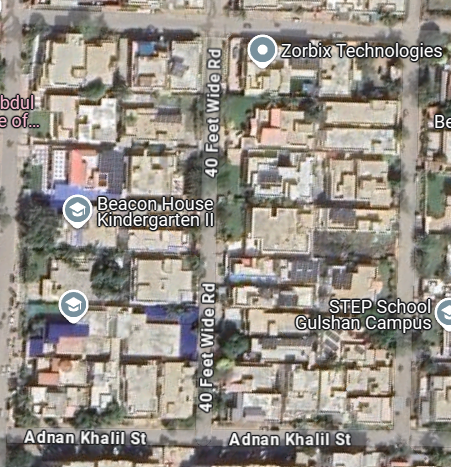 Zorbix Technologies
40 Feet Wide Rd
bdul
e of...
Be
Beacon House
Kindergarten II
40 Feet Wide Rd
STEP School
Gulshan Campus
Adnan Khalil St
Adnan Khalil St